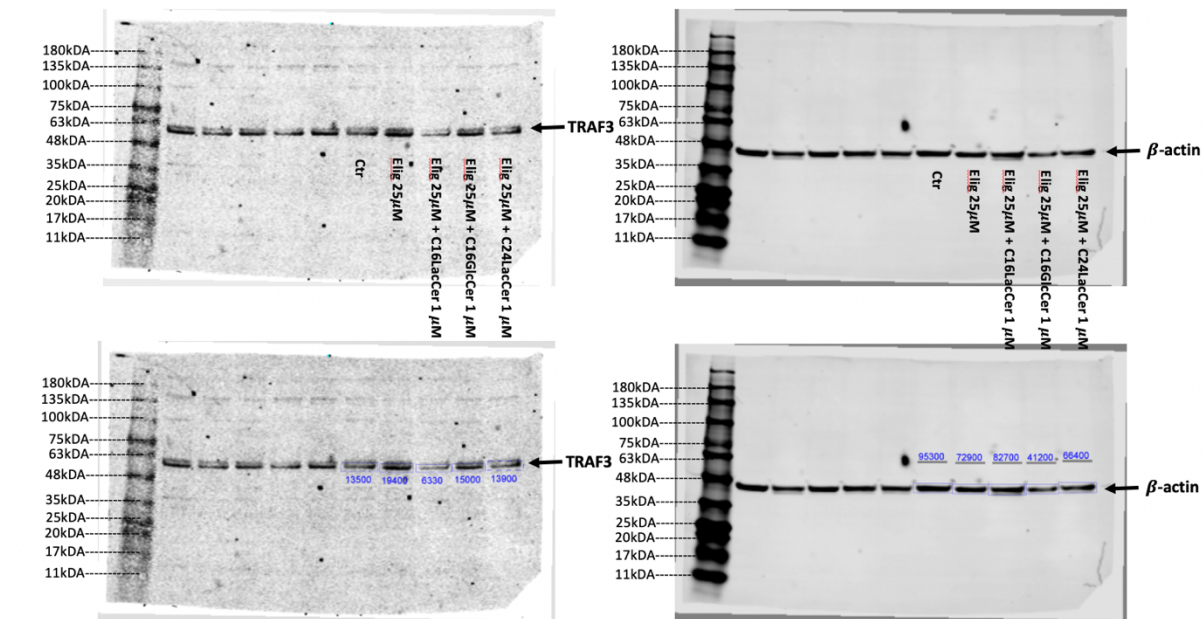 180kDA
135kDA
100kDA
75kDA
63kDA
48kDA
35kDA
25kDA
20kDA
17kDA
11kDA
TRAF3
Ctr
Elig 25µM
Elig 25µM + C16LacCer 1 µM
Elig 25µM + C16GlcCer 1 µM
Elig 25µM + C24LacCer 1 µM
180kDA
135kDA
100kDA
75kDA
63kDA
48kDA
35kDA
25kDA
20kDA
17kDA
11kDA
β-actin
Ctr
Elig 25µM
Elig 25µM + C16LacCer 1 µM
Elig 25µM + C16GlcCer 1 µM
Elig 25µM + C24LacCer 1 µM
180kDA
135kDA
100kDA
75kDA
63kDA
48kDA
35kDA
25kDA
20kDA
17kDA
11kDA
TRAF3
13500 19400 6330 15000 13900
180kDA
135kDA
100kDA
75kDA
63kDA
48kDA
35kDA
25kDA
20kDA
17kDA
11kDA
95300 72900 82700 41200 66400
β-actin